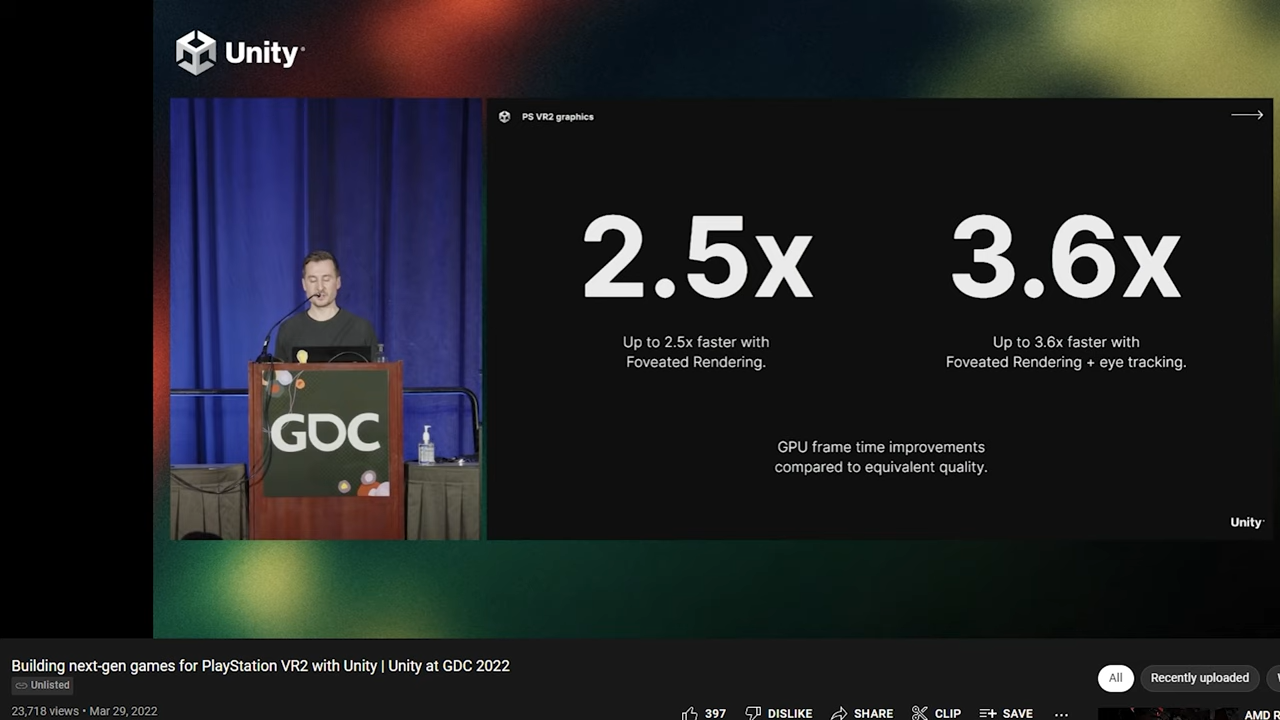 Unity
PS VR2 graphics
2.5x
3.6x
Up to 2.5x faster with
Foveated Rendering.
Up to 3.6x faster with
Foveated Rendering + eye tracking.
GPU frame time improvements
compared to equivalent quality.
Unity
GDC
Building next-gen games for PlayStation VR2 with Unity | Unity at GDC 2022
Unlisted
23,718 views • Mar 29, 2022
397
DISLIKE
SHARE
CLIP
SAVE
...
All
Recently uploaded
AMD